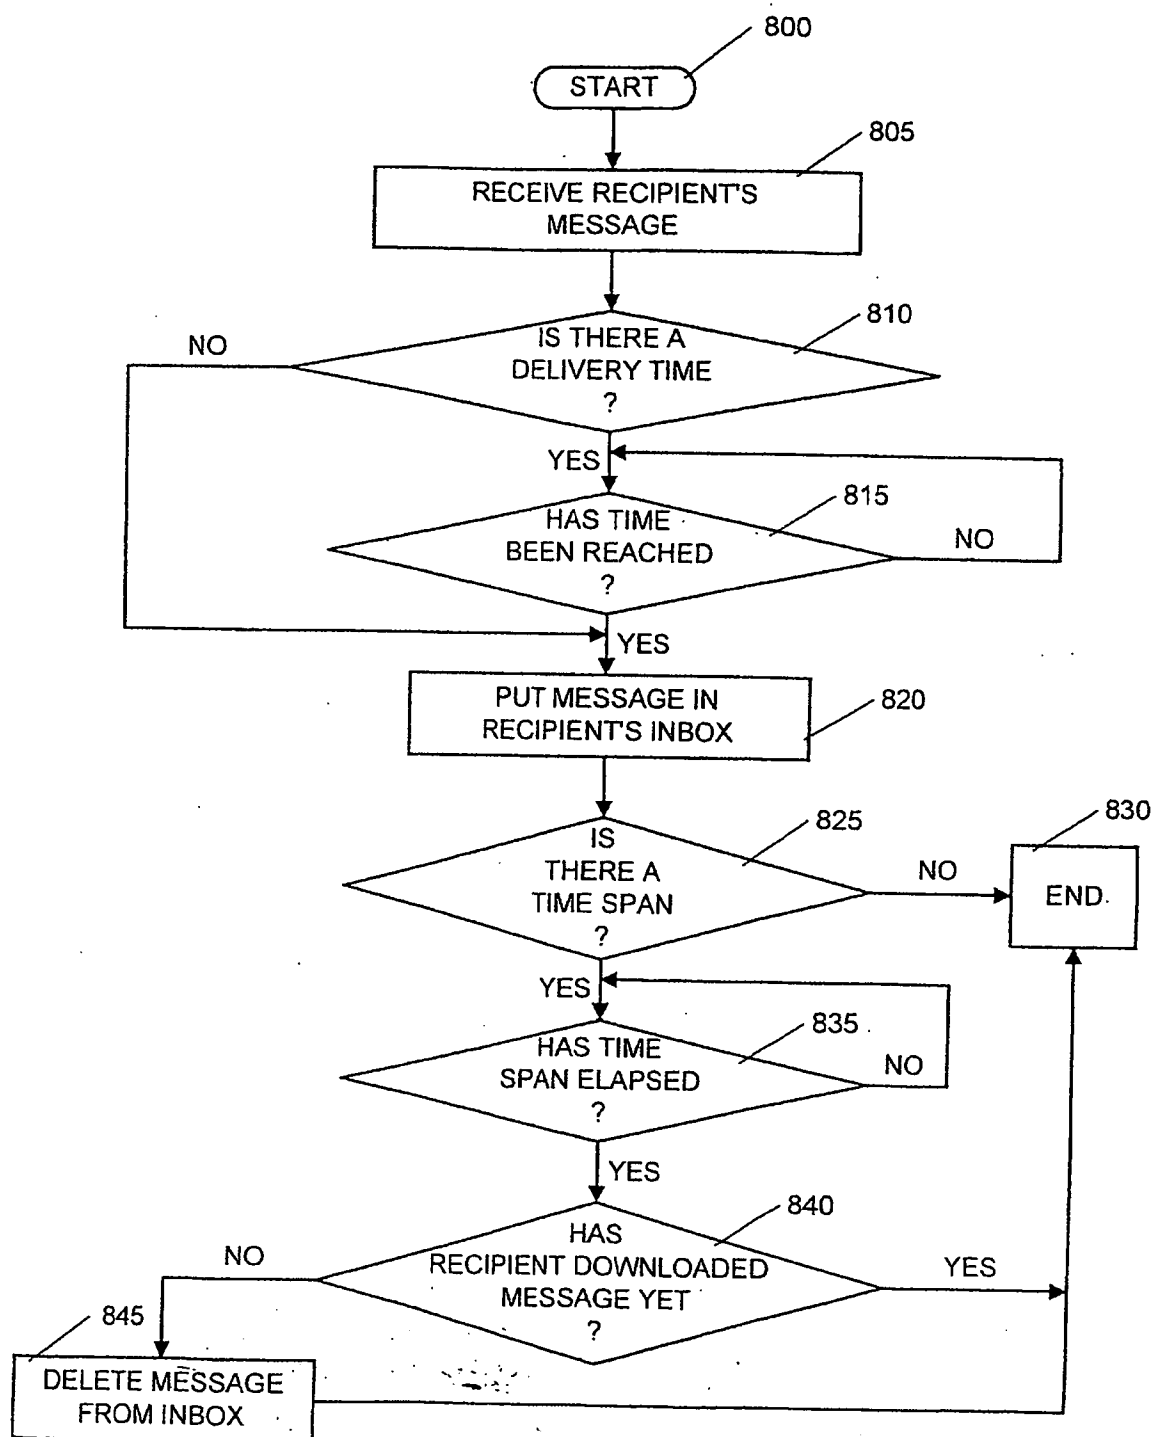 800
START
805
RECEIVE RECIPIENT'S
MESSAGE
810
NO
IS THERE A
DELIVERY TIME
?
YES
815
HAS TIME
BEEN REACHED
?
NO
YES
PUT MESSAGE IN
RECIPIENT'S INBOX
820
825
IS
THERE A
TIME SPAN
?
NO
830
END
YES
835
HAS TIME
SPAN ELAPSED
?
NO
YES
840
HAS
RECIPIENT DOWNLOADED
MESSAGE YET
?
NO
YES
845
DELETE MESSAGE
FROM INBOX